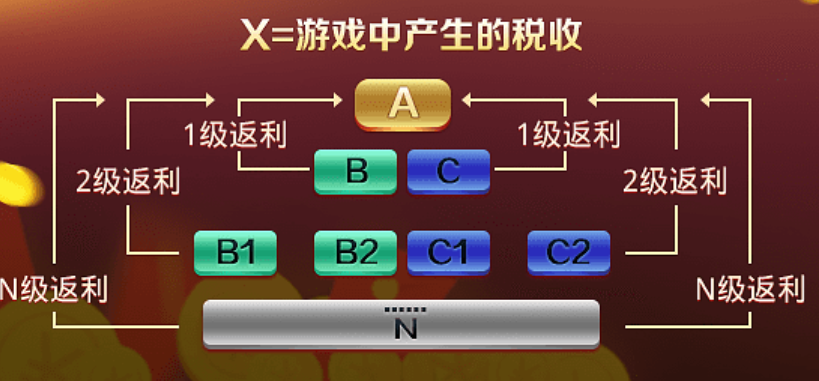 X=游戏中产生的税收
A
1级返利 1级返利
B C
2级返利 2级返利
B1 B2 C1 C2
N级返利 N级返利
......
N